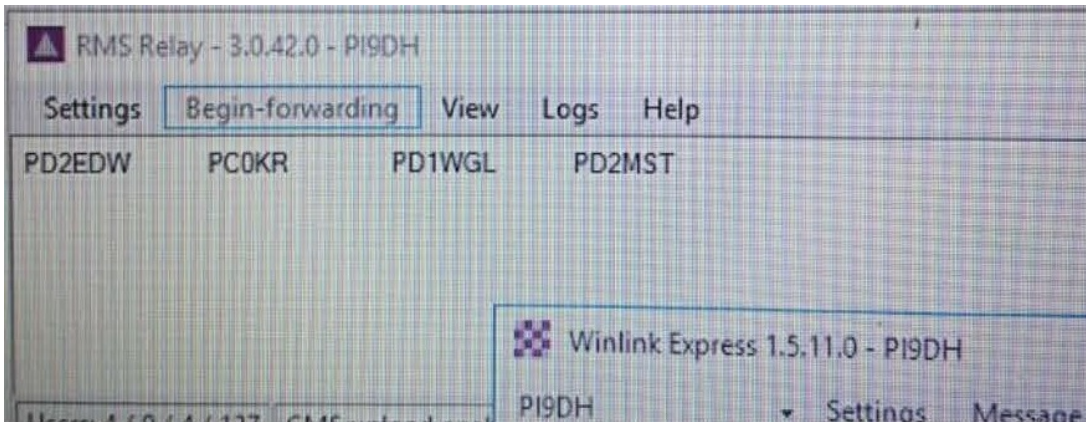 RMS Relay - 3.0.42.0 - PI9DH
Settings Begin-forwarding View Logs Help
PD2EDW PC0KR PD1WGL PD2MST
Winlink Express 1.5.11.0 - PI9DH
PI9DH Settings Message